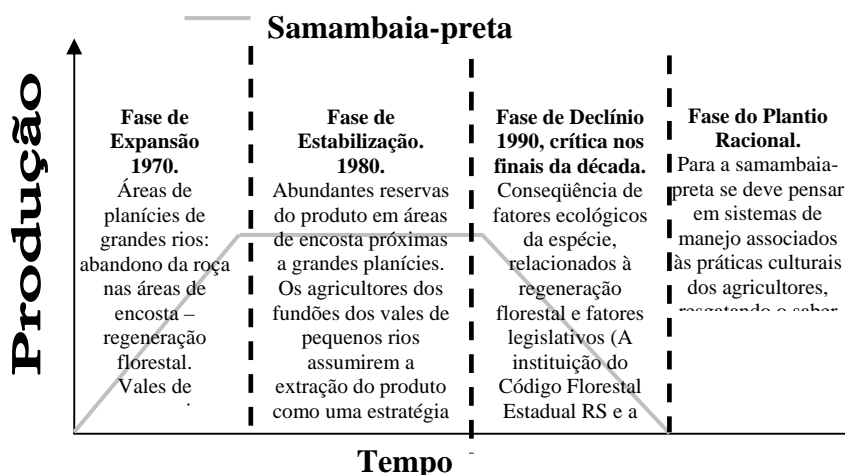 Samambaia-preta
Produção
Fase de
Expansão
1970.
Áreas de
planícies de
grandes rios:
abandono da roça
nas áreas de
encosta –
regeneração
florestal.
Vales de
Fase de
Estabilização.
1980.
Abundantes reservas
do produto em áreas
de encosta próximas
a grandes planícies.
Os agricultores dos
fundões dos vales de
pequenos rios
assumirem a
extração do produto
como uma estratégia
Fase de Declínio
1990, crítica nos
finais da década.
Conseqüência de
fatores ecológicos
da espécie,
relacionados à
regeneração
florestal e fatores
legislativos (A
instituição do
Código Florestal
Estadual RS e a
Fase do Plantio
Racional.
Para a samambaia-
preta se deve pensar
em sistemas de
manejo associados
às práticas culturais
dos agricultores,
resgatando o saber
Tempo